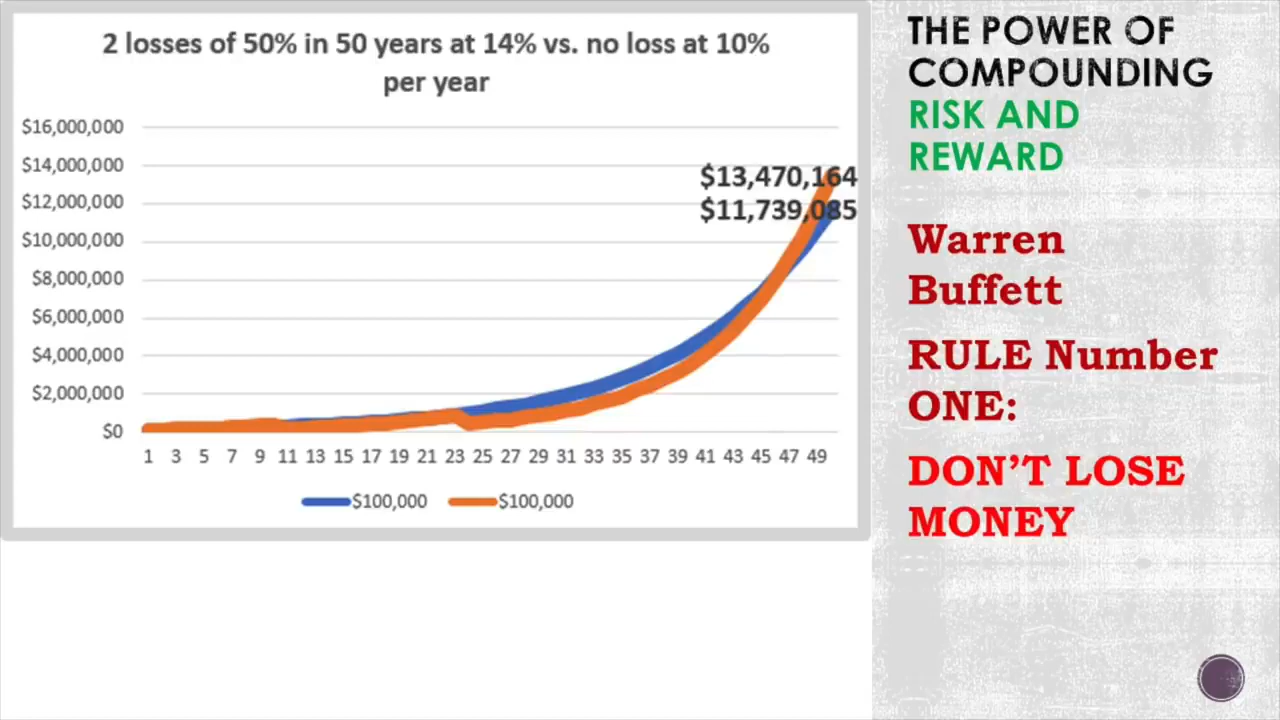 2 losses of 50% in 50 years at 14% vs. no loss at 10%
per year
$16,000,000
$14,000,000
$12,000,000
$10,000,000
$8,000,000
$6,000,000
$4,000,000
$2,000,000
$0
$13,470,164
$11,739,085
1 3 5 7 9 11 13 15 17 19 21 23 25 27 29 31 33 35 37 39 41 43 45 47 49
$100,000 $100,000
THE POWER OF
COMPOUNDING
RISK AND
REWARD
Warren
Buffett
RULE Number
ONE:
DON'T LOSE
MONEY